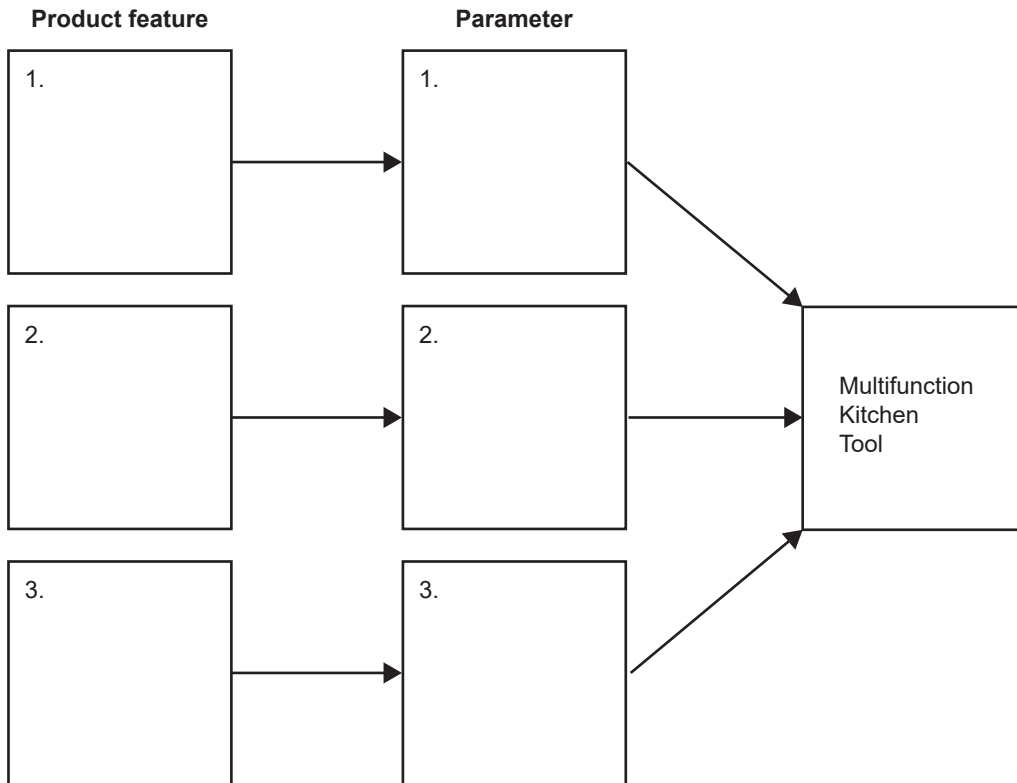 Product feature
Parameter
1.
1.
2.
2.
Multifunction
Kitchen
Tool
3.
3.